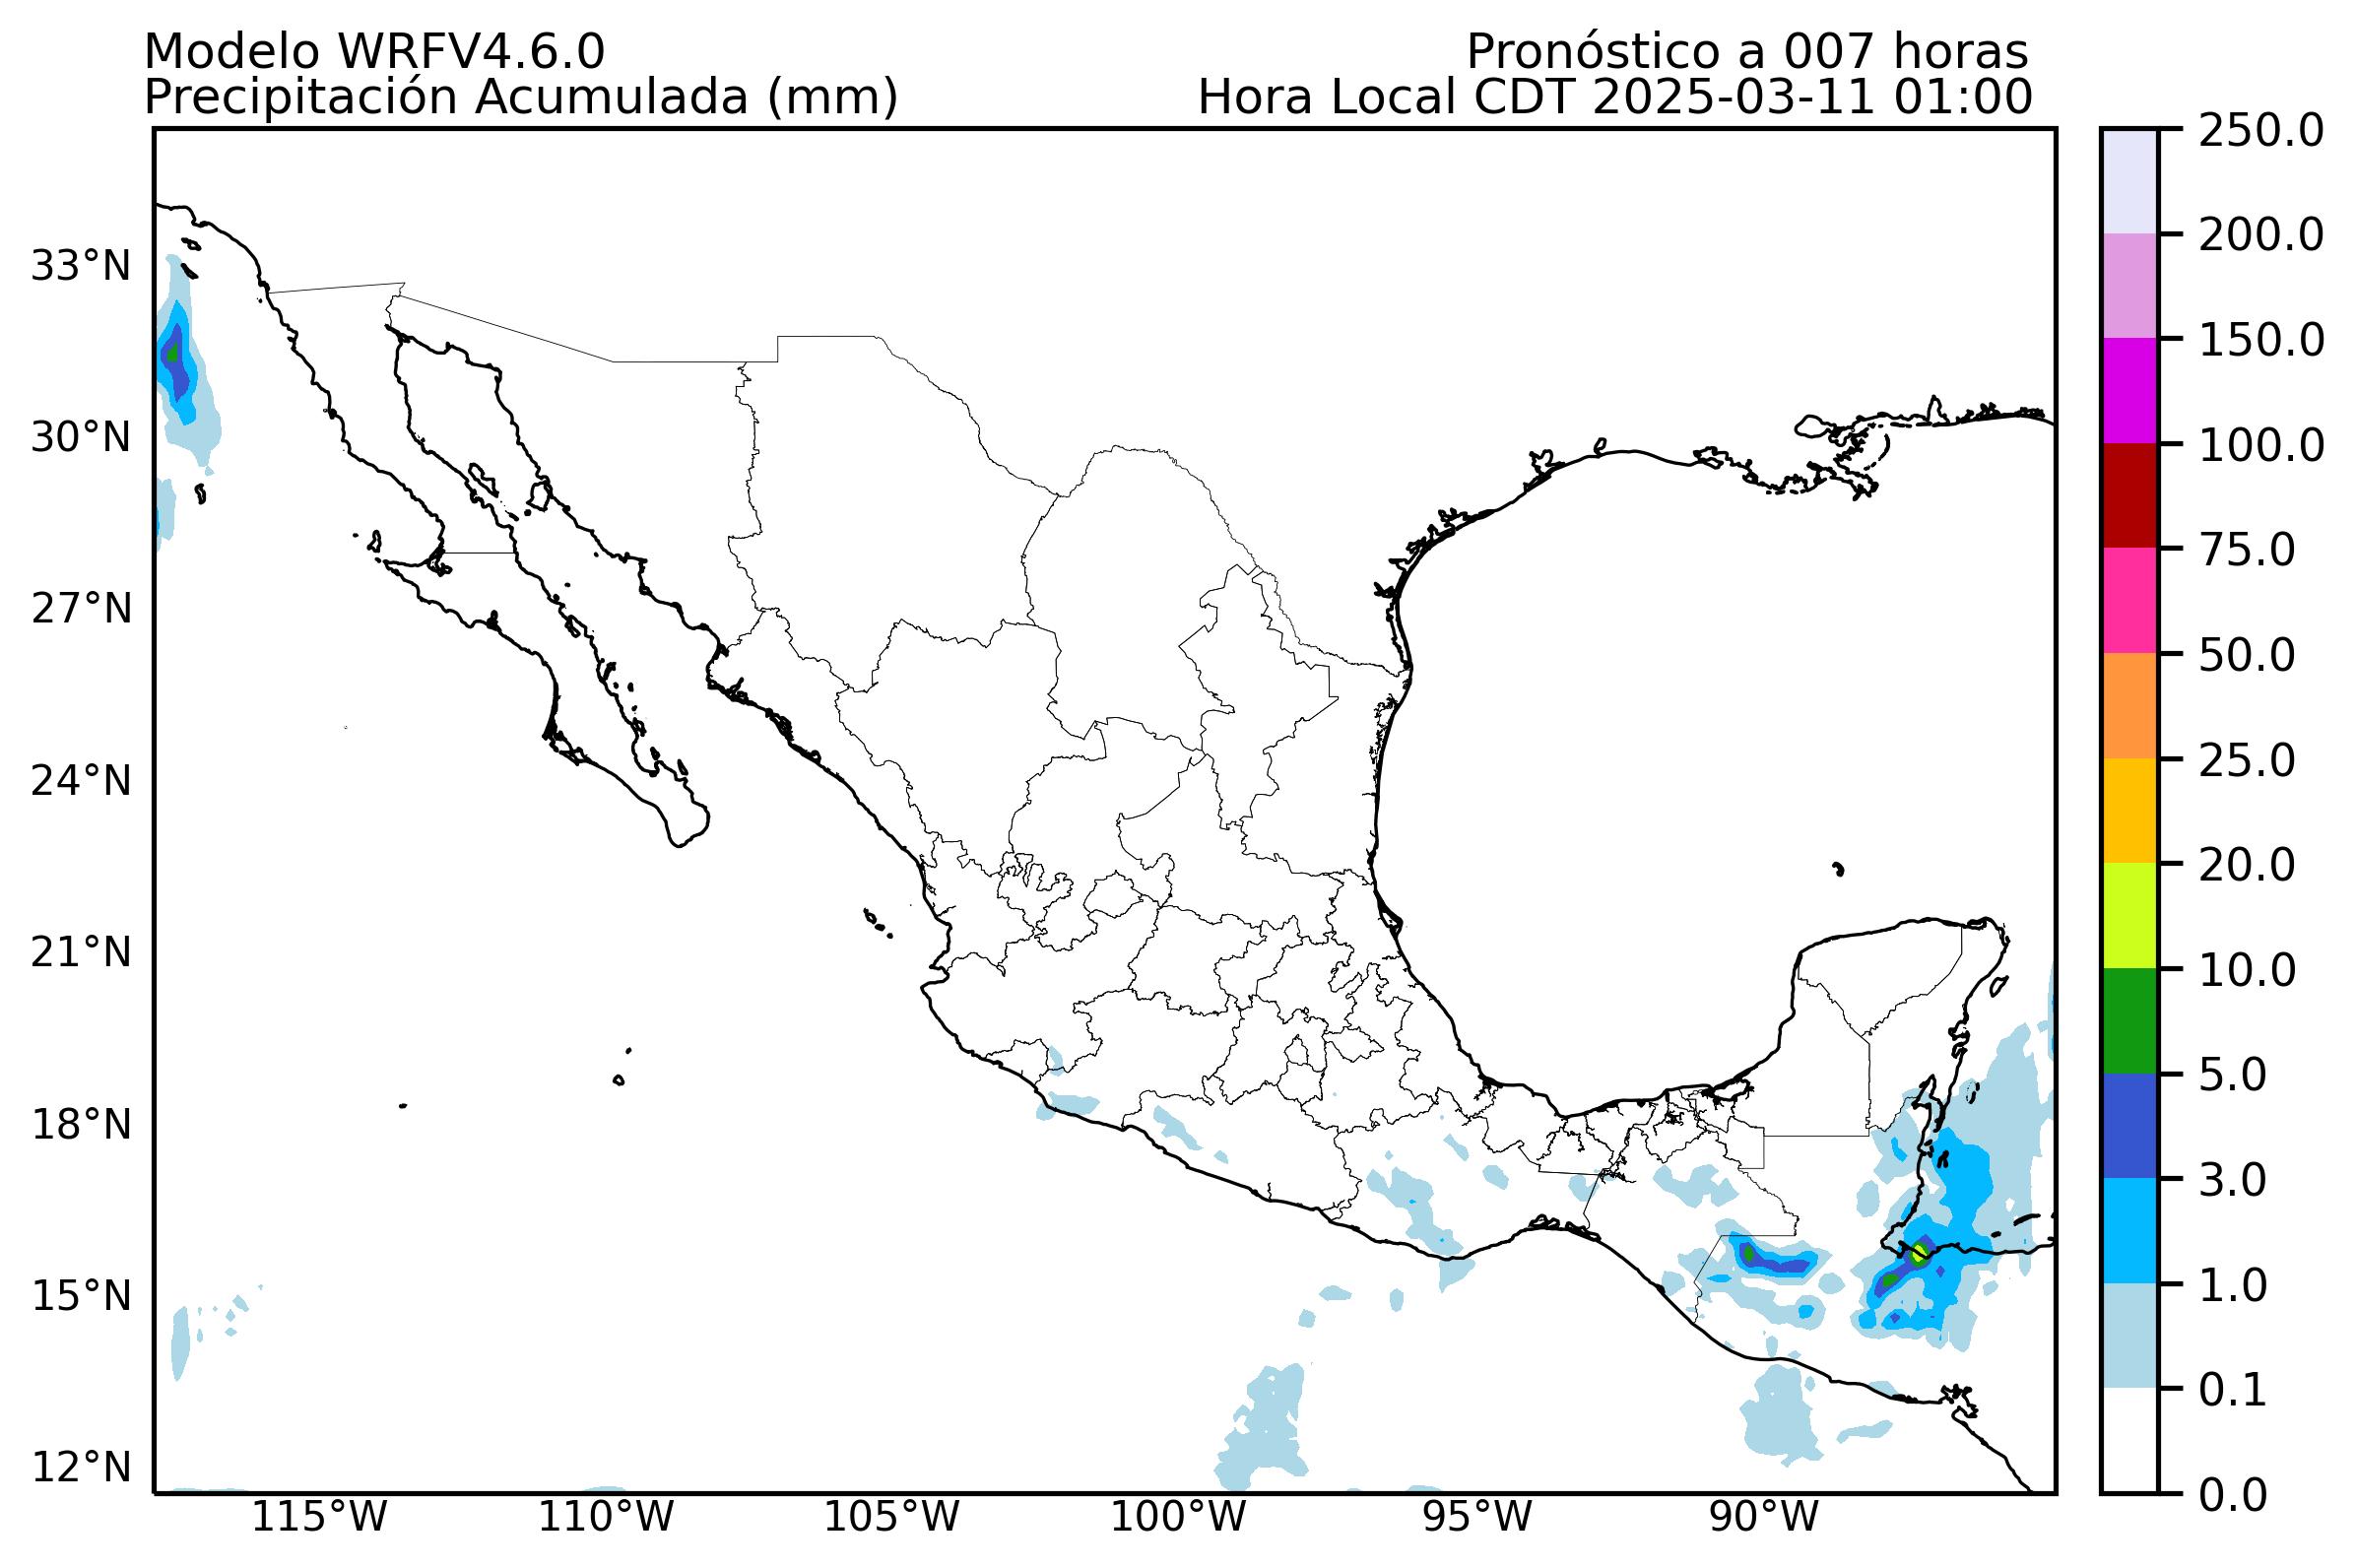 Modelo WRFV4.6.0
Pronóstico a 007 horas
Precipitación Acumulada (mm)
Hora Local CDT 2025-03-11 01:00
33°N
30°N
27°N
24°N
21°N
18°N
15°N
12°N
115°W
110°W
105°W
100°W
95°W
90°W
250.0
200.0
150.0
100.0
75.0
50.0
25.0
20.0
10.0
5.0
3.0
1.0
0.1
0.0